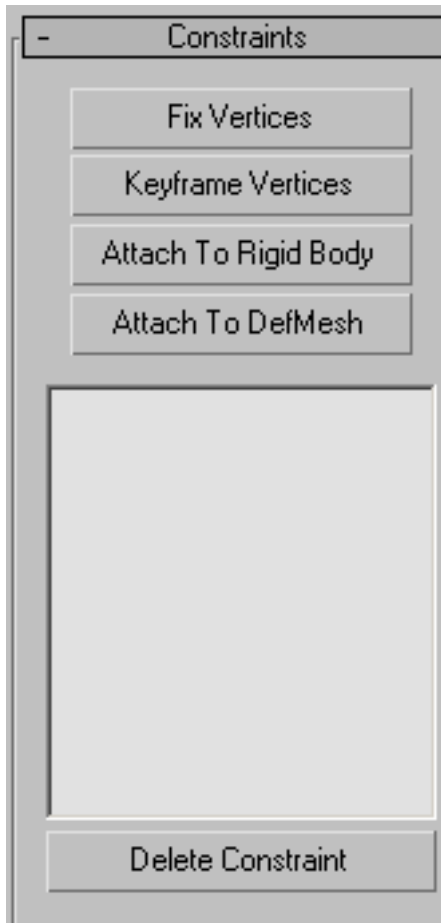 - Constraints
Fix Vertices
Keyframe Vertices
Attach To Rigid Body
Attach To DefMesh
Delete Constraint